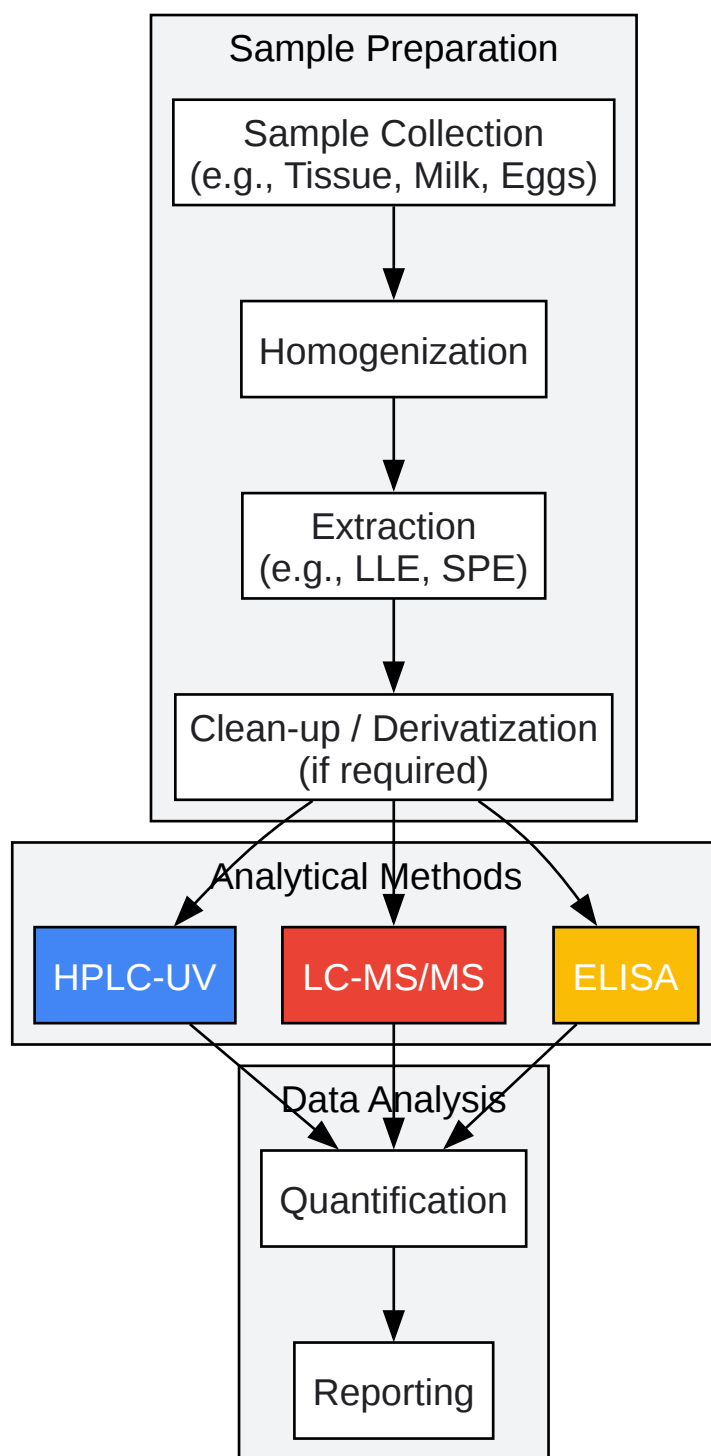 Sample Preparation
Sample Collection
(e.g., Tissue, Milk, Eggs)
Homogenization
Extraction
(e.g., LLE, SPE)
Clean-up / Derivatization
(if required)
Analytical Methods
HPLC-UV
LC-MS/MS
ELISA
Data Analysis
Quantification
Reporting